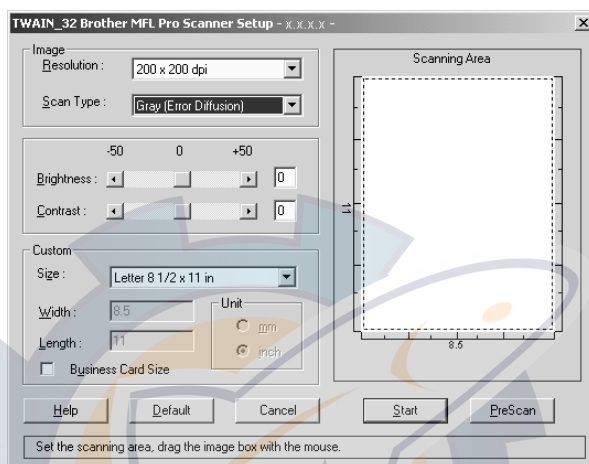 TWAIN_32 Brother MFL Pro Scanner Setup - x.x.x.x -
Image
Resolution :
200 x 200 dpi
Scan Type :
Gray (Error Diffusion)
-50 0 +50
Brightness :
0
Contrast :
0
Custom
Size :
Letter 8 1/2 x 11 in
Width :
8.5
Length :
11
Unit
mm
inch
Business Card Size
Scanning Area
11
8.5
Help
Default
Cancel
Start
PreScan
Set the scanning area, drag the image box with the mouse.